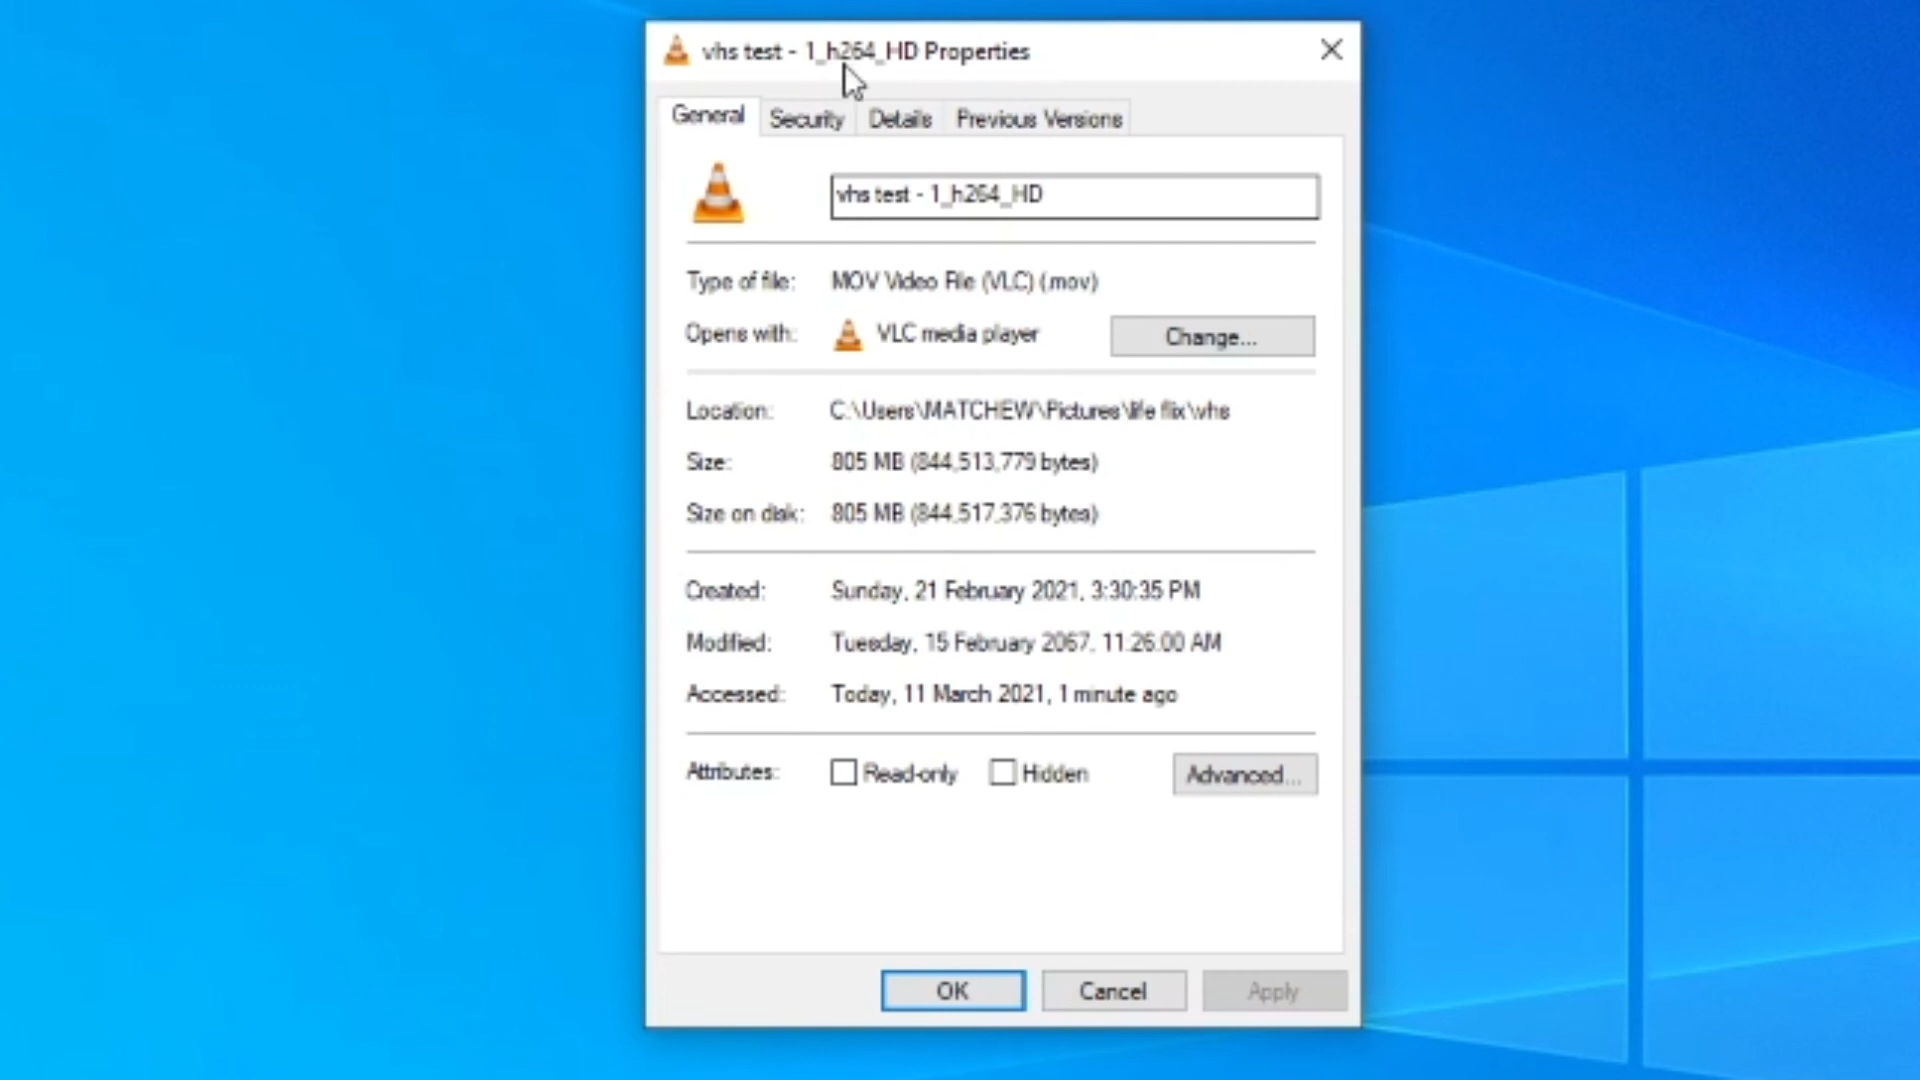 vhs test - 1_h264_HD Properties
General Security Details Previous Versions
vhs test - 1_h264_HD
Type of file: MOV Video File (VLC) (.mov)
Opens with: VLC media player Change...
Location: C:\Users\MATCHEW\Pictures\life flix\vhs
Size: 805 MB (844,513,779 bytes)
Size on disk: 805 MB (844,517,376 bytes)
Created: Sunday, 21 February 2021, 3:30:35 PM
Modified: Tuesday, 15 February 2067, 11:26:00 AM
Accessed: Today, 11 March 2021, 1 minute ago
Attributes: Read-only Hidden Advanced...
OK Cancel Apply